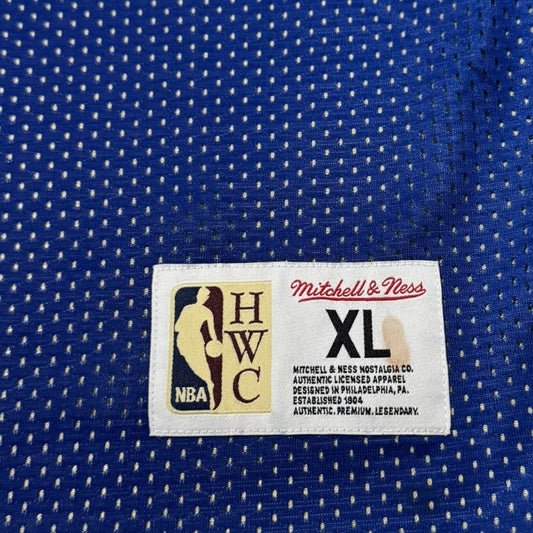 NBA
HWC
Mitchell & Ness
XL
MITCHELL & NESS NOSTALGIA CO.
AUTHENTIC LICENSED APPAREL
DESIGNED IN PHILADELPHIA, PA.
ESTABLISHED 1904
AUTHENTIC. PREMIUM. LEGENDARY.